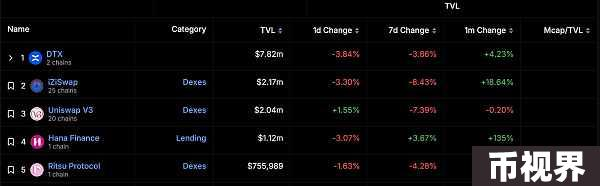 TVL
Name Category TVL 1d Change 7d Change 1m Change Mcap/TVL
1 DTX $7.82m -3.84% -3.66% +4.23%
2 chains
2 iZiSwap Dexes $2.17m -3.30% -8.43% +18.64%
25 chains
3 Uniswap V3 Dexes $2.04m +1.55% -7.39% -0.20%
20 chains
4 Hana Finance Lending $1.12m -3.07% +3.67% +135%
1 chain
5 Ritsu Protocol Dexes $755,989 -1.63% -4.28%
1 chain
币视界